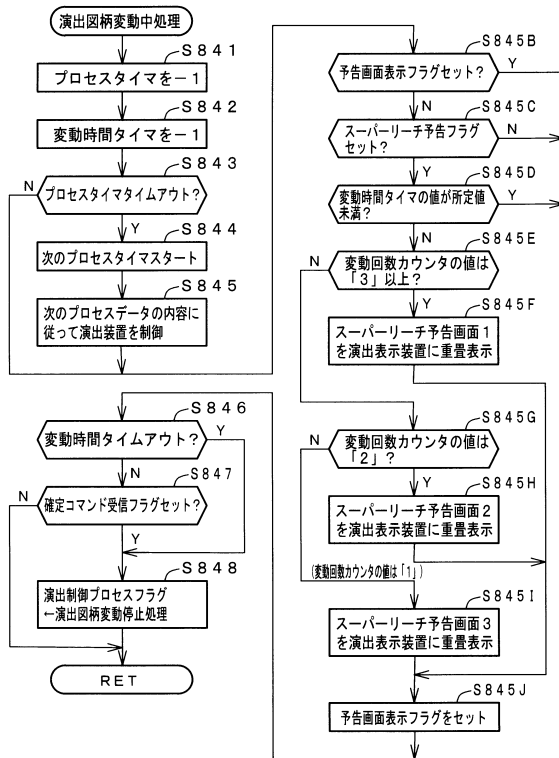 演出図柄変動中処理
S841
プロセスタイマを－1
S842
変動時間タイマを－1
S843
N
プロセスタイマタイムアウト？
Y
S844
次のプロセスタイマスタート
S845
次のプロセスデータの内容に
従って演出装置を制御
S845B
予告画面表示フラグセット？
Y
N
S845C
スーパーリーチ予告フラグ
セット？
N
Y
S845D
変動時間タイマの値が所定値
未満？
Y
N
S845E
N
変動回数カウンタの値は
「3」以上？
Y
S845F
スーパーリーチ予告画面1
を演出表示装置に重畳表示
S845G
N
変動回数カウンタの値は
「2」？
Y
S845H
スーパーリーチ予告画面2
を演出表示装置に重畳表示
(変動回数カウンタの値は「1」)
S845I
スーパーリーチ予告画面3
を演出表示装置に重畳表示
S845J
予告画面表示フラグをセット
S846
変動時間タイムアウト？
Y
N
S847
N
確定コマンド受信フラグセット？
Y
S848
演出制御プロセスフラグ
←演出図柄変動停止処理
RET